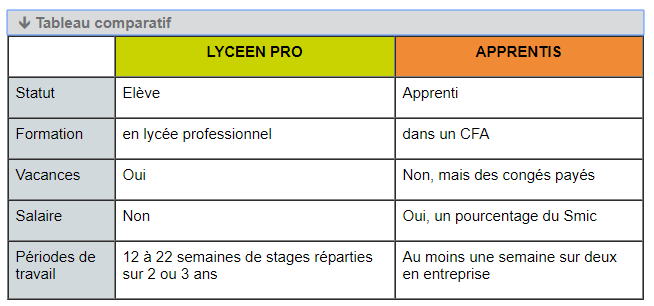 Tableau comparatif
LYCEEN PRO APPRENTIS
Statut Elève Apprenti
Formation en lycée professionnel dans un CFA
Vacances Oui Non, mais des congés payés
Salaire Non Oui, un pourcentage du Smic
Périodes de travail 12 à 22 semaines de stages réparties sur 2 ou 3 ans Au moins une semaine sur deux en entreprise